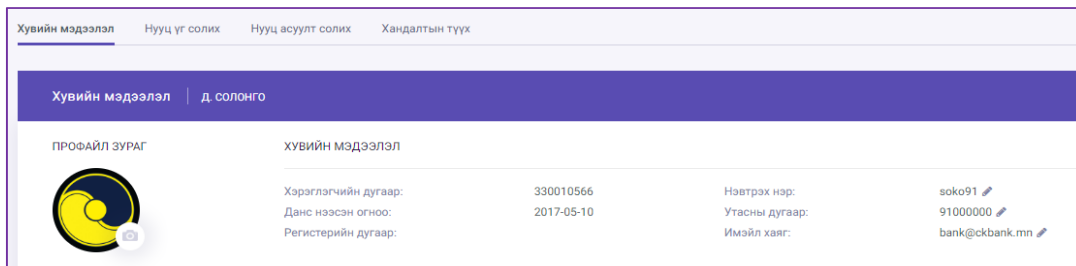 Хувийн мэдээлэл Нууц үг солих Нууц асуулт солих Хандалтын түүх
Хувийн мэдээлэл Д. СОЛОНГО
ПРОФАЙЛ ЗУРАГ ХУВИЙН МЭДЭЭЛЭЛ
Хэрэглэгчийн дугаар: 330010566 Нэвтрэх нэр: soko91
Данс нээсэн огноо: 2017-05-10 Утасны дугаар: 91000000
Регистерийн дугаар: Имэйл хаяг: bank@ckbank.mn